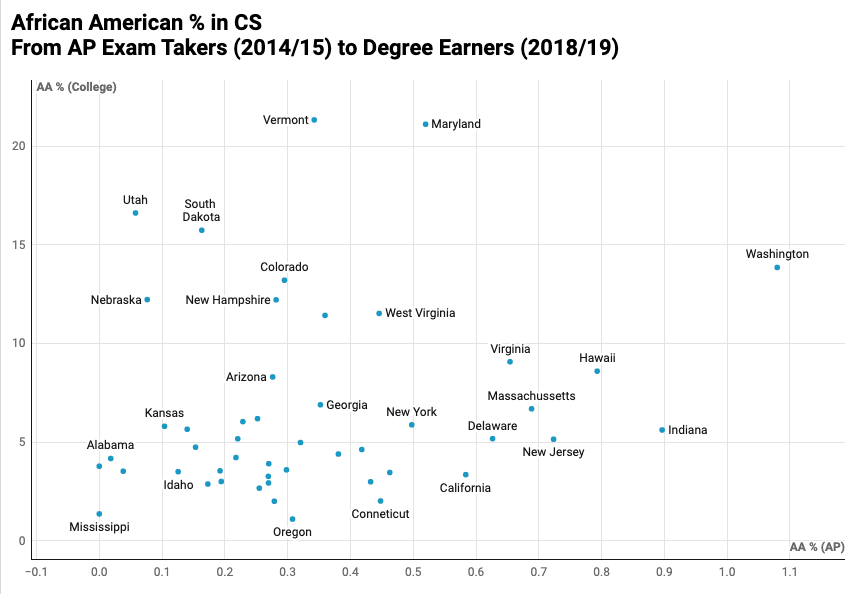 African American % in CS
From AP Exam Takers (2014/15) to Degree Earners (2018/19)
AA % (College)
Vermont
Maryland
20
Utah
South
Dakota
15
Washington
Colorado
Nebraska
New Hampshire
West Virginia
10
Virginia
Hawaii
Arizona
Massachussetts
Georgia
New York
Kansas
Delaware
Indiana
5
Alabama
New Jersey
Idaho
California
Conneticut
Mississippi
Oregon
0
AA % (AP)
−0.1 0.0 0.1 0.2 0.3 0.4 0.5 0.6 0.7 0.8 0.9 1.0 1.1